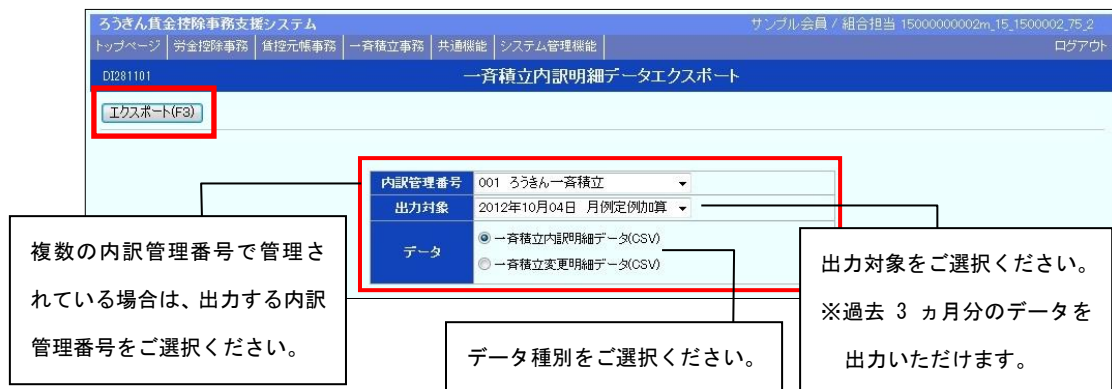 ろうきん賃金控除事務支援システム
サンプル会員 / 組合担当 15000000002m_15_1500002_75_2
トップページ 労金控除事務 賃控元帳事務 一斉積立事務 共通機能 システム管理機能 ログアウト
DI281101 一斉積立内訳明細データエクスポート
エクスポート(F3)
内訳管理番号 001 ろうきん一斉積立
出力対象 2012年10月04日 月例定例加算
データ
一斉積立内訳明細データ(CSV)
一斉積立変更明細データ(CSV)
複数の内訳管理番号で管理さ
れている場合は、出力する内訳
管理番号をご選択ください。
データ種別をご選択ください。
出力対象をご選択ください。
※過去 3 ヵ月分のデータを
出力いただけます。